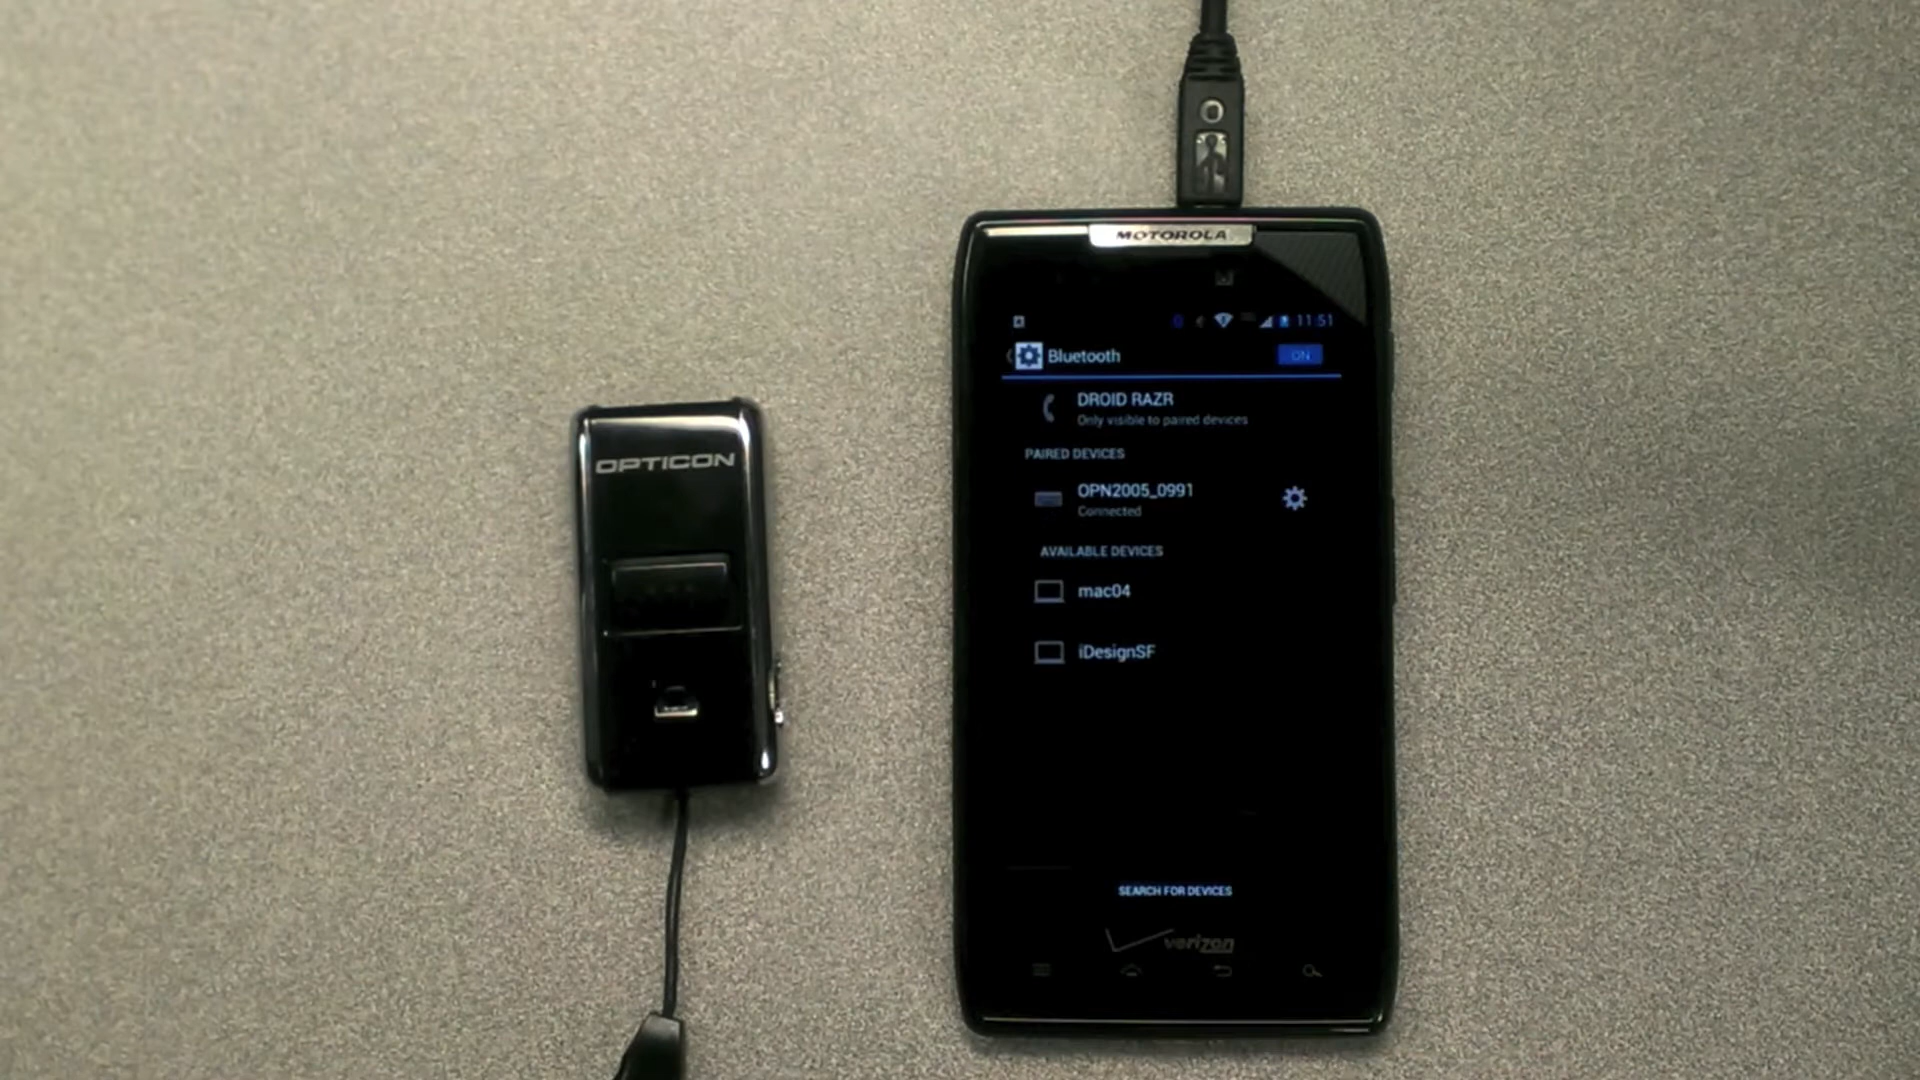 MOTOROLA
11:51
Bluetooth
ON
DROID RAZR
Only visible to paired devices
PAIRED DEVICES
OPN2005_0991
Connected
AVAILABLE DEVICES
mac04
iDesignSF
SEARCH FOR DEVICES
verizon
OPTICON